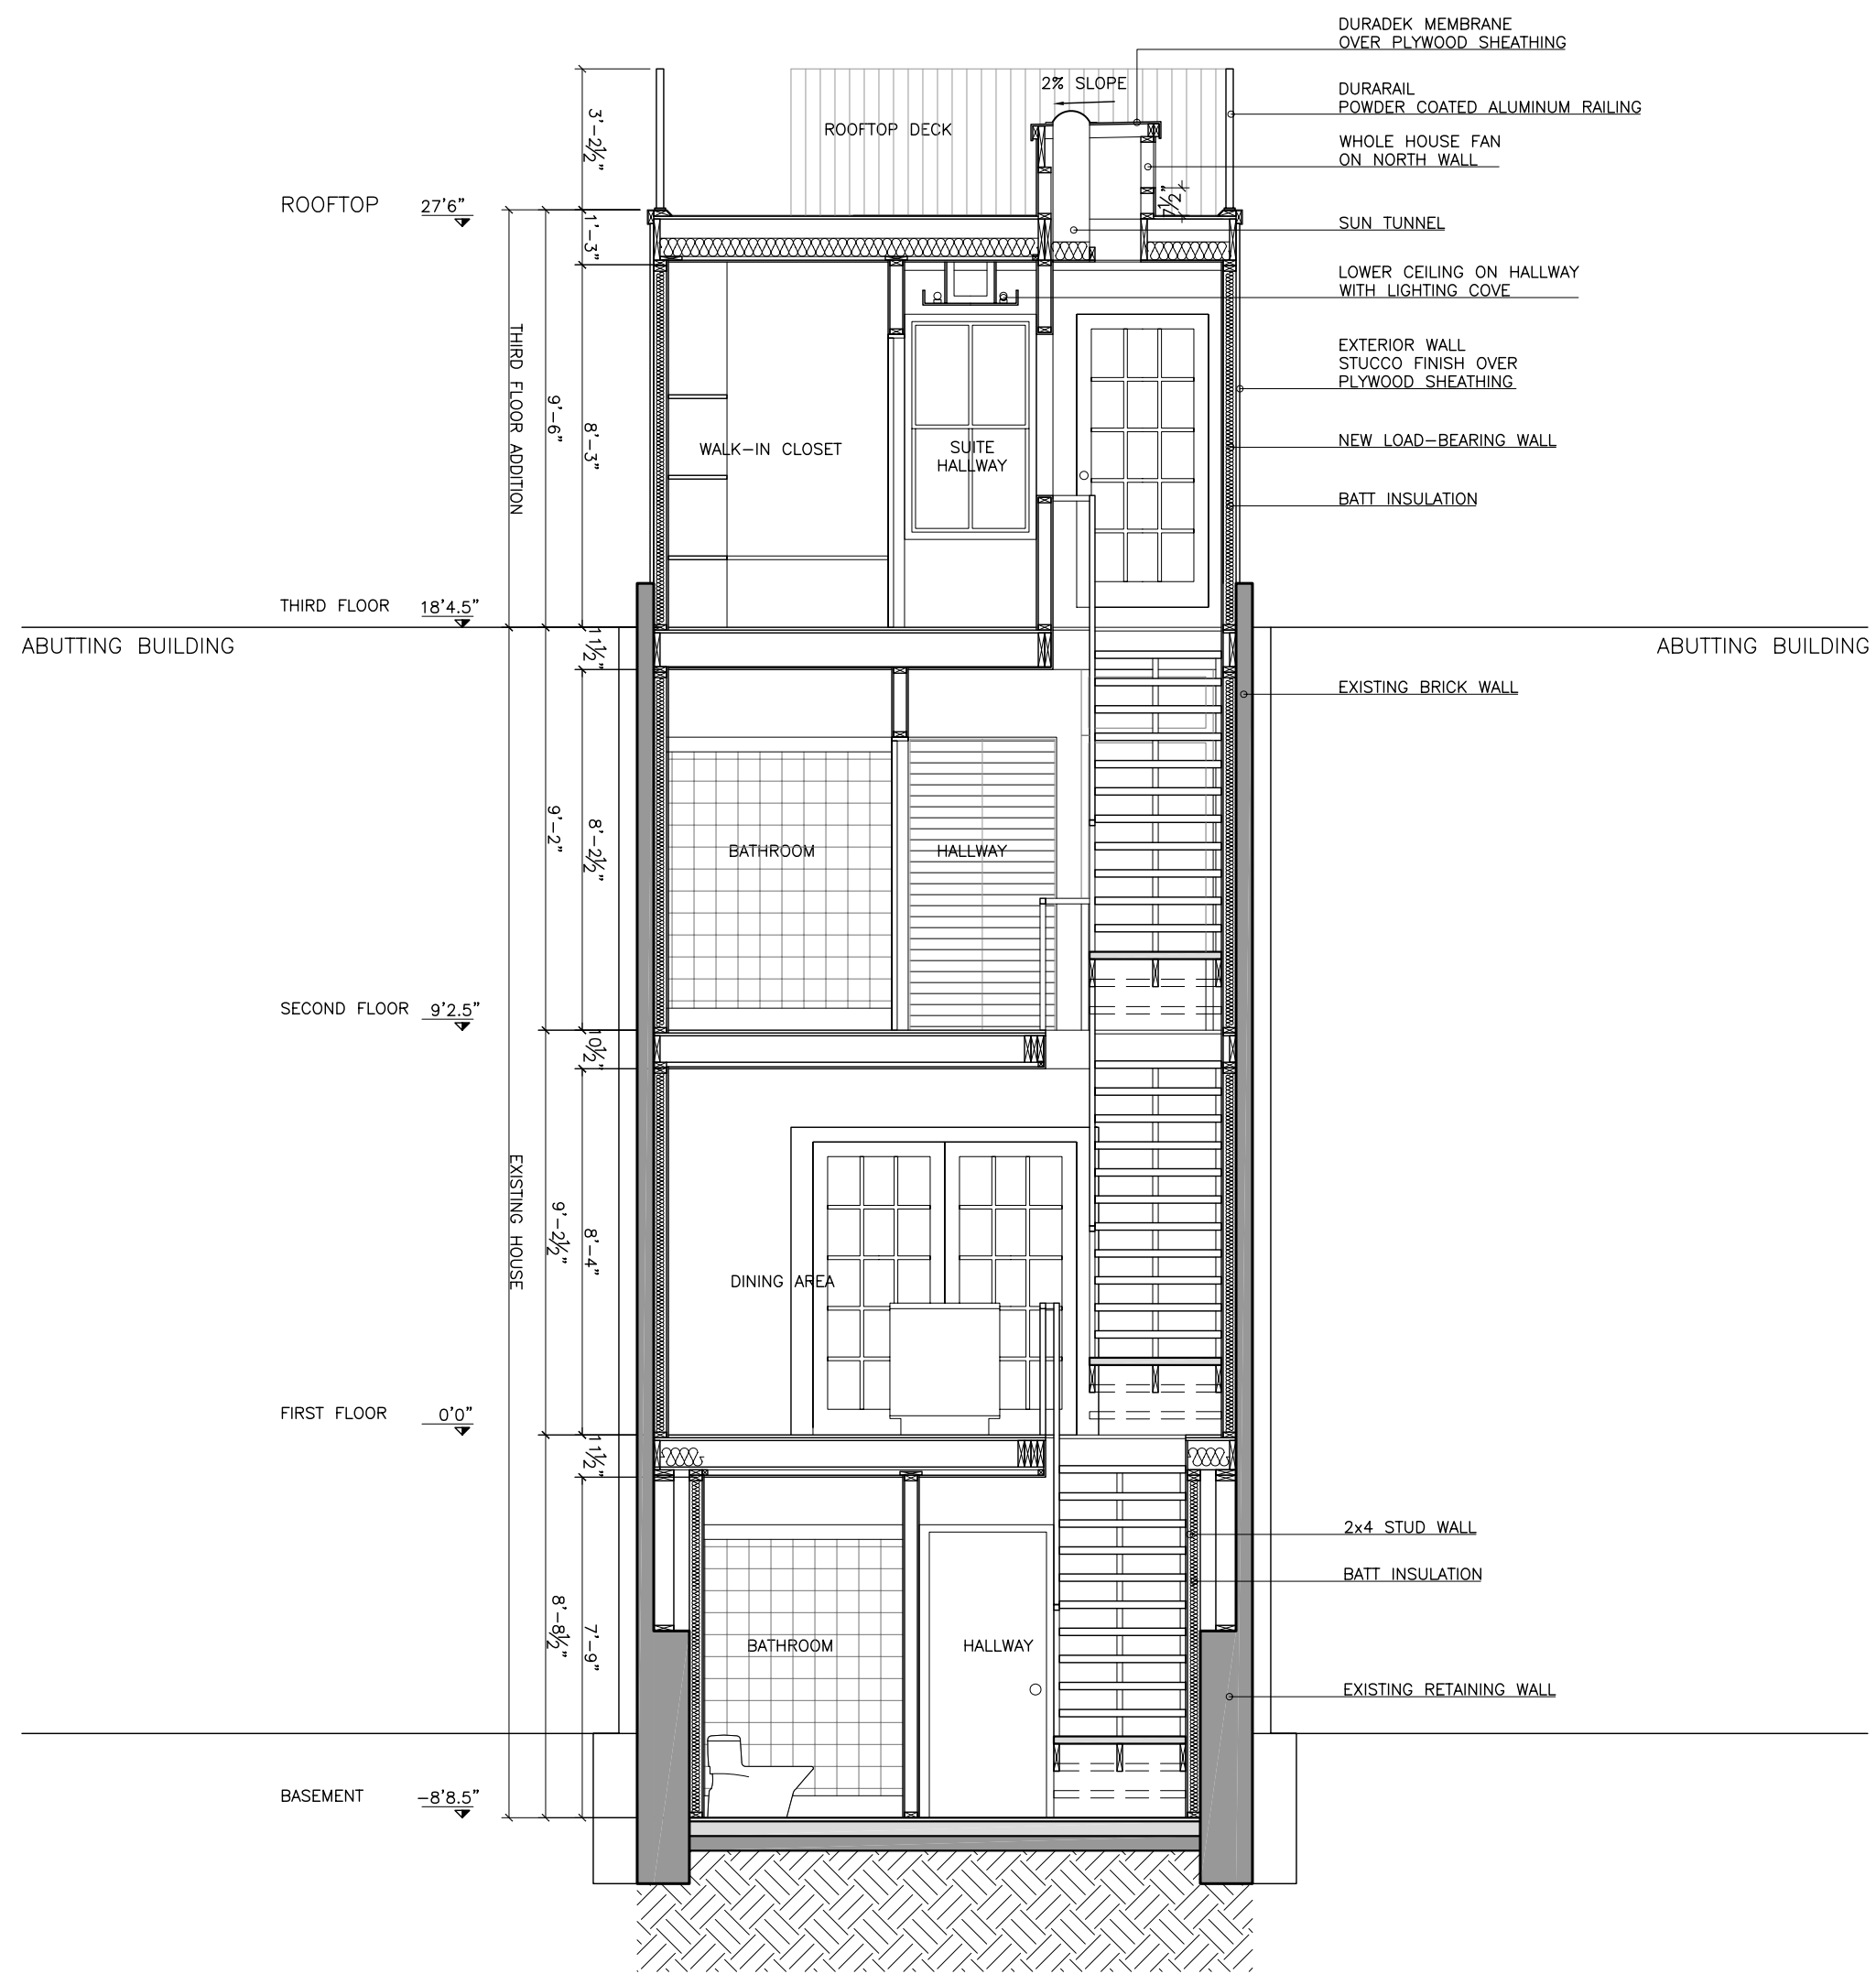 DURADEK MEMBRANE
OVER PLYWOOD SHEATHING
2% SLOPE
DURARAIL
POWDER COATED ALUMINUM RAILING
ROOFTOP DECK
3'-2½"
WHOLE HOUSE FAN
ON NORTH WALL
7½"
ROOFTOP 27'6"
SUN TUNNEL
1'-3"
LOWER CEILING ON HALLWAY
WITH LIGHTING COVE
EXTERIOR WALL
STUCCO FINISH OVER
PLYWOOD SHEATHING
THIRD FLOOR ADDITION
9'-6"
8'-3"
WALK-IN CLOSET
SUITE
HALLWAY
NEW LOAD-BEARING WALL
BATT INSULATION
THIRD FLOOR 18'4.5"
ABUTTING BUILDING
11½"
ABUTTING BUILDING
EXISTING BRICK WALL
9'-2"
8'-2½"
BATHROOM
HALLWAY
SECOND FLOOR 9'2.5"
10½"
EXISTING HOUSE
9'-2½"
8'-4"
DINING AREA
FIRST FLOOR 0'0"
11½"
2x4 STUD WALL
BATT INSULATION
8'-8½"
7'-9"
BATHROOM
HALLWAY
EXISTING RETAINING WALL
BASEMENT -8'8.5"